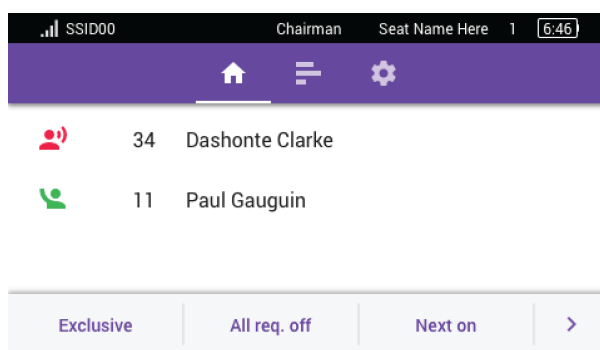 SSID00 Chairman Seat Name Here 1 6:46
34 Dashonte Clarke
11 Paul Gauguin
Exclusive All req. off Next on